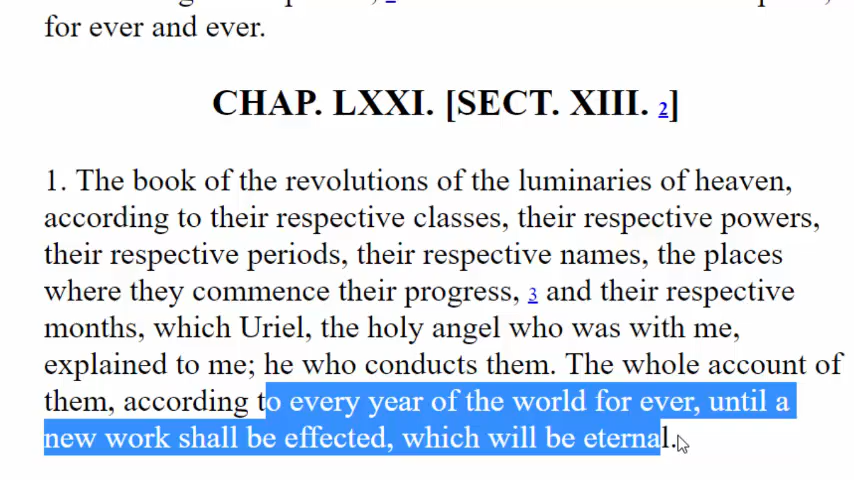 for ever and ever.
CHAP. LXXI. [SECT. XIII. 2]
1. The book of the revolutions of the luminaries of heaven,
according to their respective classes, their respective powers,
their respective periods, their respective names, the places
where they commence their progress, 3 and their respective
months, which Uriel, the holy angel who was with me,
explained to me; he who conducts them. The whole account of
them, according to every year of the world for ever, until a
new work shall be effected, which will be eternal.